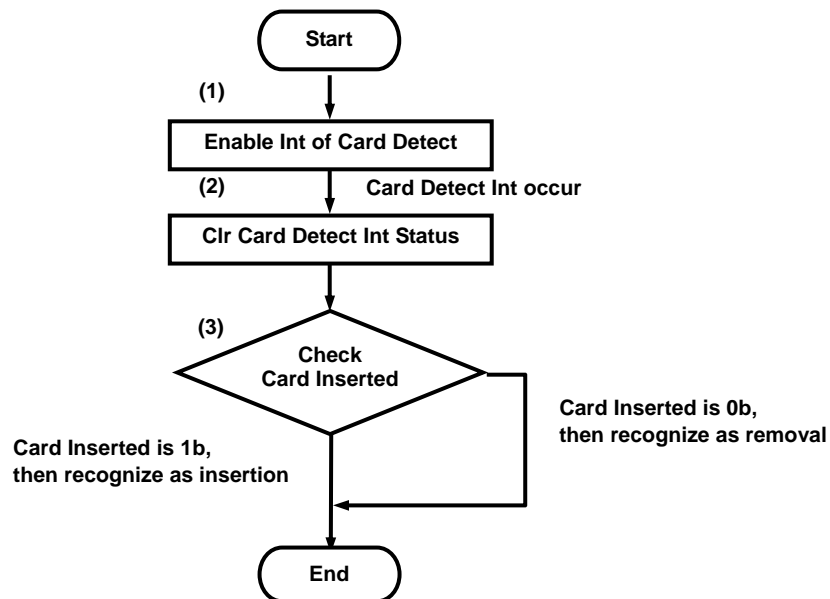 Start
(1)
Enable Int of Card Detect
(2)
Card Detect Int occur
Clr Card Detect Int Status
(3)
Check
Card Inserted
Card Inserted is 0b,
then recognize as removal
Card Inserted is 1b,
then recognize as insertion
End